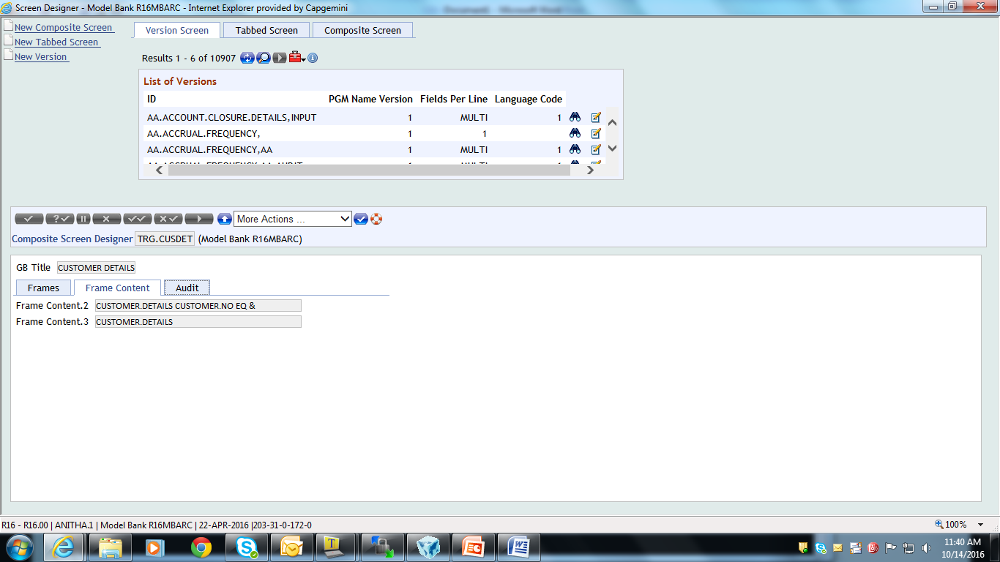 Screen Designer - Model Bank R16MBARC - Internet Explorer provided by Capgemini
New Composite Screen
New Tabbed Screen
New Version
Version Screen Tabbed Screen Composite Screen
Results 1 - 6 of 10907
List of Versions
ID PGM Name Version Fields Per Line Language Code
AA.ACCOUNT.CLOSURE.DETAILS,INPUT 1 MULTI 1
AA.ACCRUAL.FREQUENCY, 1 1
AA.ACCRUAL.FREQUENCY,AA 1 MULTI 1
More Actions ...
Composite Screen Designer TRG.CUSDET (Model Bank R16MBARC)
GB Title CUSTOMER DETAILS
Frames Frame Content Audit
Frame Content.2 CUSTOMER.DETAILS CUSTOMER.NO EQ &
Frame Content.3 CUSTOMER.DETAILS
R16 - R16.00 | ANITHA.1 | Model Bank R16MBARC | 22-APR-2016 |203-31-0-172-0
100%
11:40 AM
10/14/2016